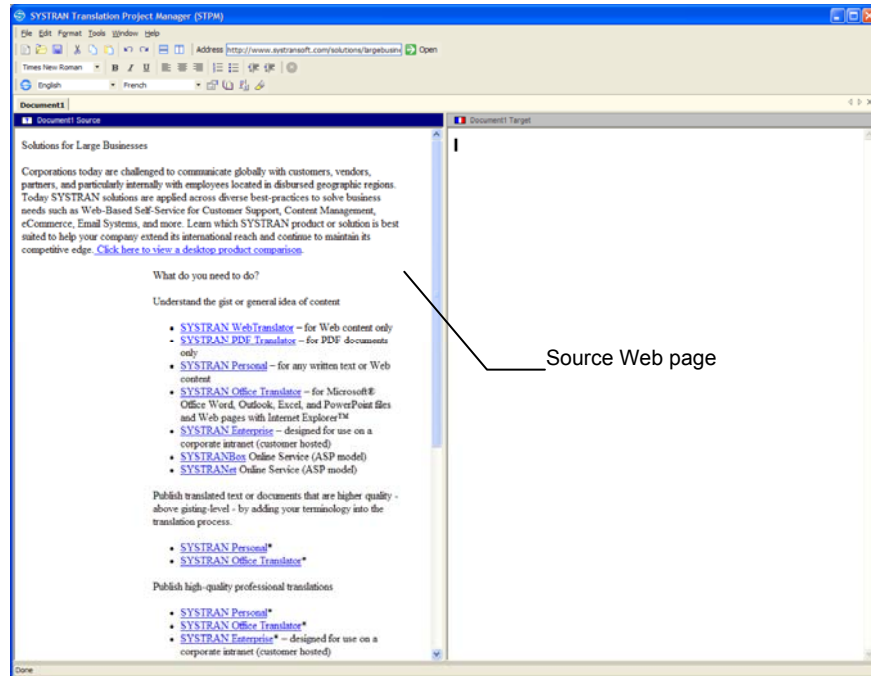 SYSTRAN Translation Project Manager (STPM)
File Edit Format Tools Window Help
Address http://www.systransoft.com/solutions/largebusin Open
Times New Roman B I U
English French
Document1
Document1 Source
Document1 Target
Solutions for Large Businesses
Corporations today are challenged to communicate globally with customers, vendors,
partners, and particularly internally with employees located in disbursed geographic regions.
Today SYSTRAN solutions are applied across diverse best-practices to solve business
needs such as Web-Based Self-Service for Customer Support, Content Management,
eCommerce, Email Systems, and more. Learn which SYSTRAN product or solution is best
suited to help your company extend its international reach and continue to maintain its
competitive edge. Click here to view a desktop product comparison.
What do you need to do?
Understand the gist or general idea of content
• SYSTRAN WebTranslator – for Web content only
• SYSTRAN PDF Translator – for PDF documents
only
• SYSTRAN Personal – for any written text or Web
content
• SYSTRAN Office Translator – for Microsoft®
Office Word, Outlook, Excel, and PowerPoint files
and Web pages with Internet Explorer™
• SYSTRAN Enterprise – designed for use on a
corporate intranet (customer hosted)
• SYSTRANBox Online Service (ASP model)
• SYSTRANet Online Service (ASP model)
Source Web page
Publish translated text or documents that are higher quality -
above gisting-level - by adding your terminology into the
translation process.
• SYSTRAN Personal*
• SYSTRAN Office Translator*
Publish high-quality professional translations
• SYSTRAN Personal*
• SYSTRAN Office Translator*
• SYSTRAN Enterprise* – designed for use on a
corporate intranet (customer hosted)
Done